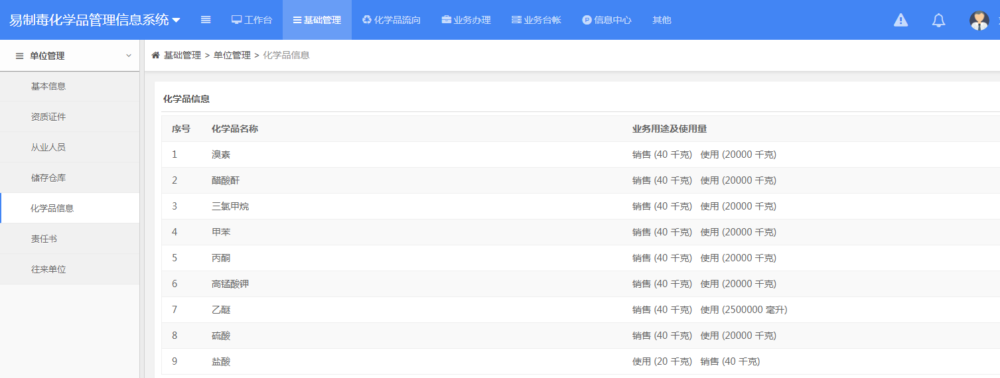 易制毒化学品管理信息系统 工作台 基础管理 化学品流向 业务办理 业务台帐 信息中心 其他
单位管理
基本信息
资质证件
从业人员
储存仓库
化学品信息
责任书
往来单位
基础管理 > 单位管理 > 化学品信息
化学品信息
序号 化学品名称 业务用途及使用量
1 溴素 销售 (40 千克) 使用 (20000 千克)
2 醋酸酐 销售 (40 千克) 使用 (20000 千克)
3 三氯甲烷 销售 (40 千克) 使用 (20000 千克)
4 甲苯 销售 (40 千克) 使用 (20000 千克)
5 丙酮 销售 (40 千克) 使用 (20000 千克)
6 高锰酸钾 销售 (40 千克) 使用 (20000 千克)
7 乙醚 销售 (40 千克) 使用 (2500000 毫升)
8 硫酸 销售 (40 千克) 使用 (20000 千克)
9 盐酸 使用 (20 千克) 销售 (40 千克)